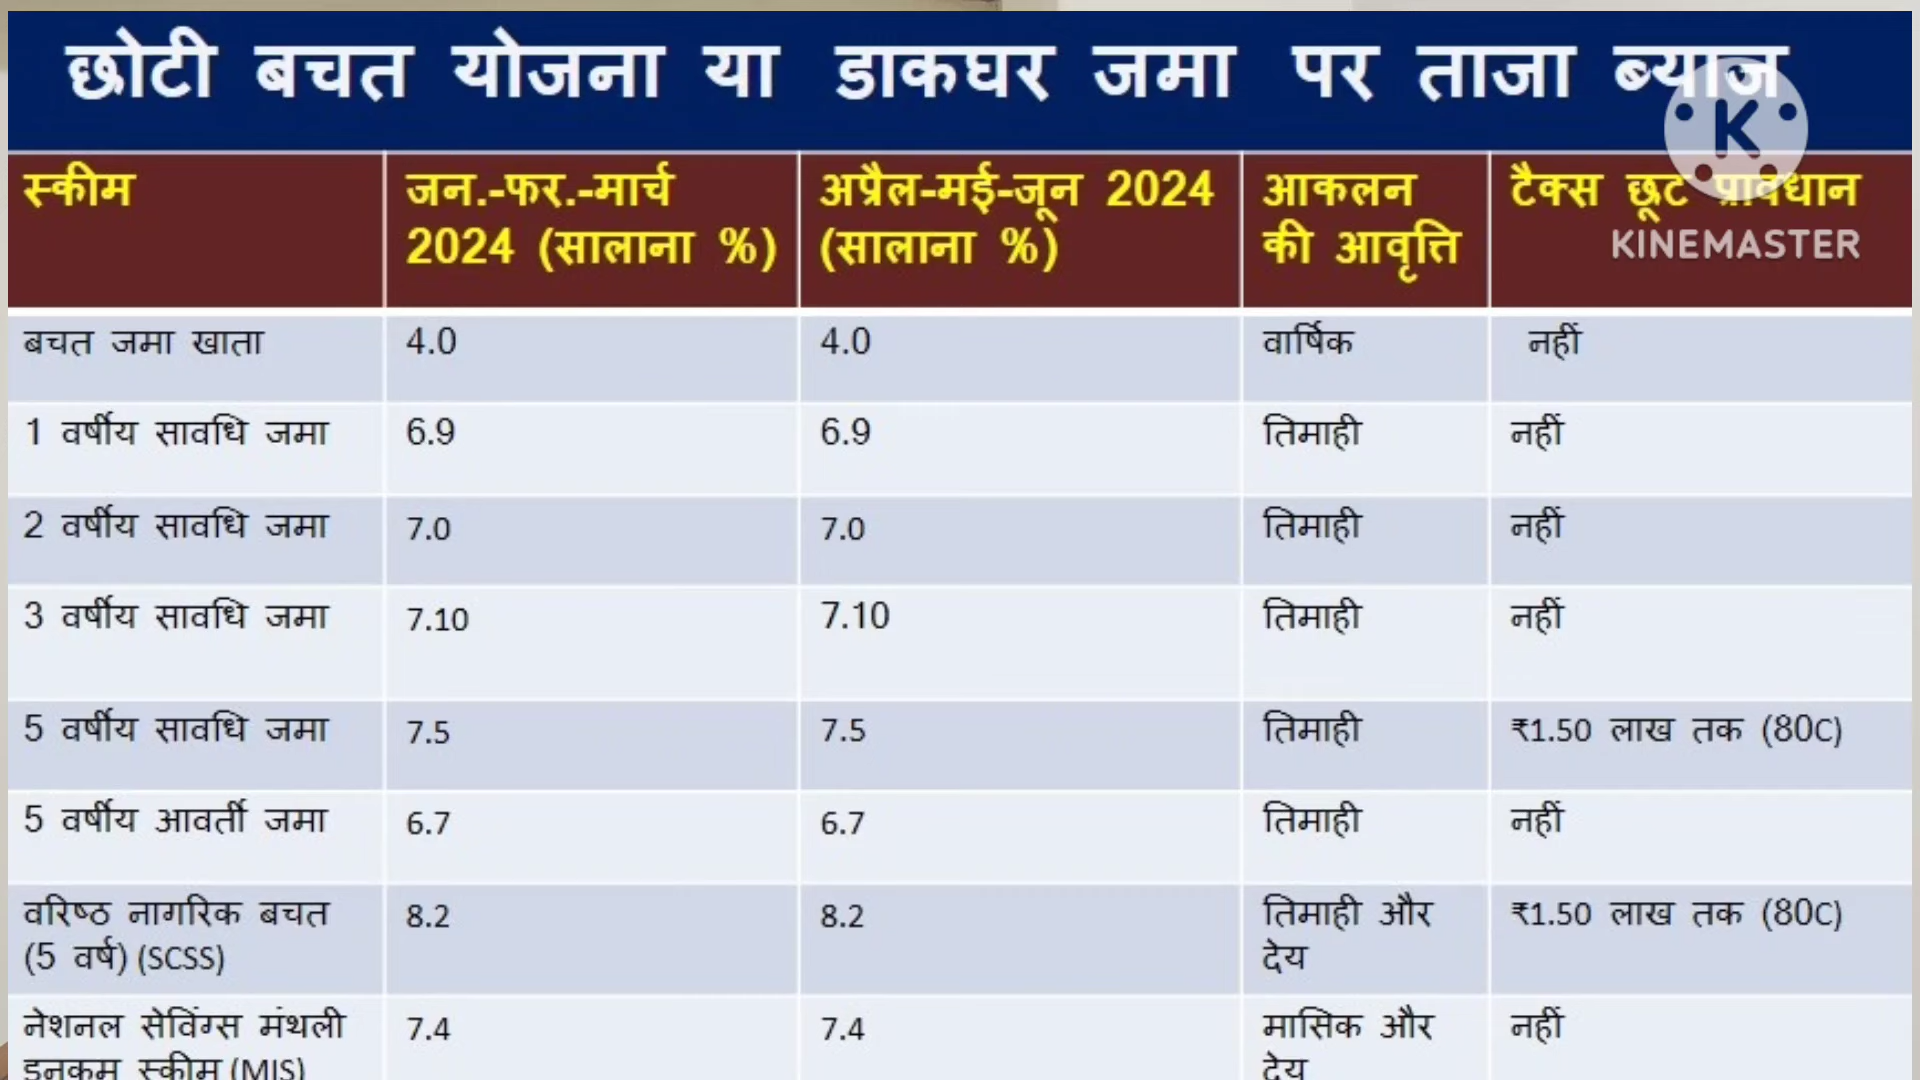 छोटी बचत योजना या डाकघर जमा पर ताजा ब्याज
स्कीम
जन.-फर.-मार्च
2024 (सालाना %)
अप्रैल-मई-जून 2024
(सालाना %)
आकलन
की आवृत्ति
टैक्स छूट प्रावधान
K
KINEMASTER
बचत जमा खाता 4.0 4.0 वार्षिक नहीं
1 वर्षीय सावधि जमा 6.9 6.9 तिमाही नहीं
2 वर्षीय सावधि जमा 7.0 7.0 तिमाही नहीं
3 वर्षीय सावधि जमा 7.10 7.10 तिमाही नहीं
5 वर्षीय सावधि जमा 7.5 7.5 तिमाही ₹1.50 लाख तक (80C)
5 वर्षीय आवर्ती जमा 6.7 6.7 तिमाही नहीं
वरिष्ठ नागरिक बचत 8.2 8.2 तिमाही और ₹1.50 लाख तक (80C)
(5 वर्ष) (SCSS) देय
नेशनल सेविंग्स मंथली 7.4 7.4 मासिक और नहीं
इनकम स्कीम (MIS) देय